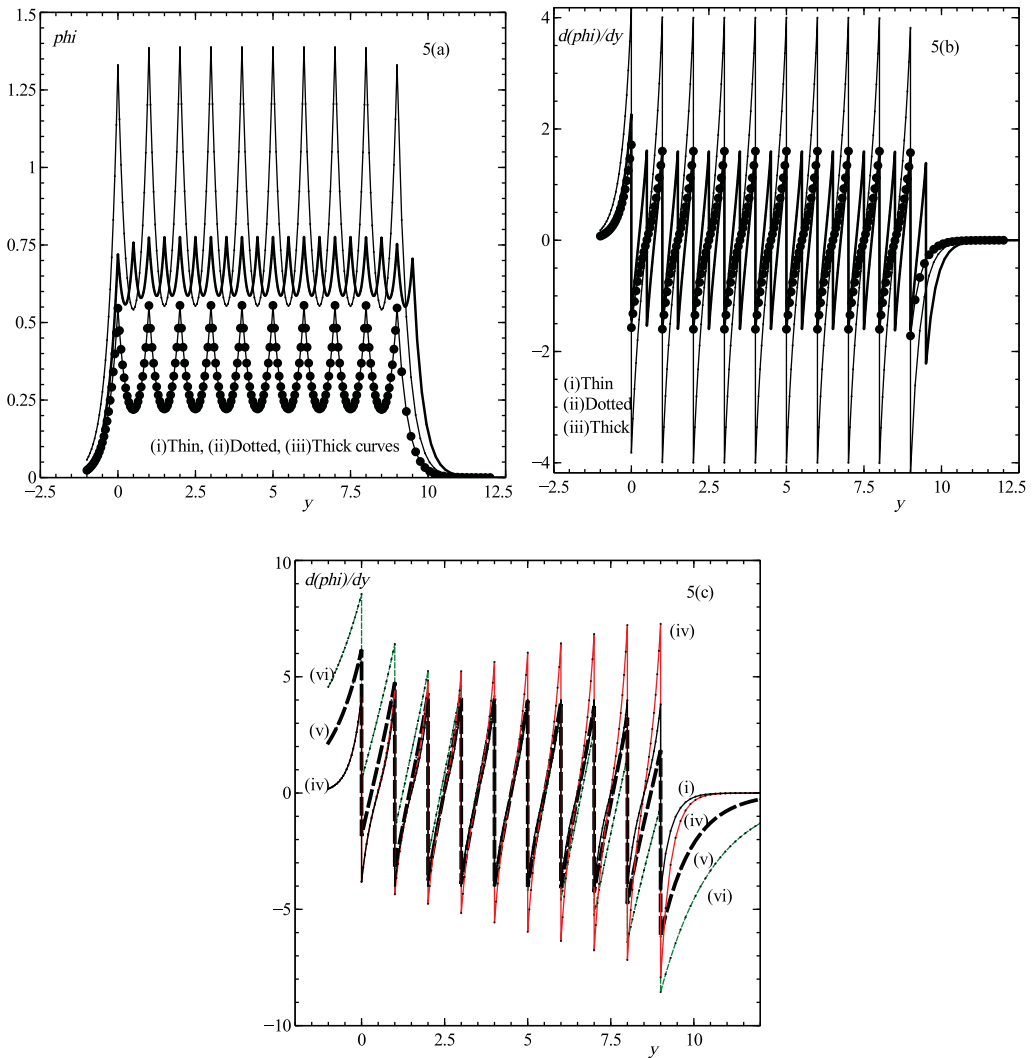 1.5
phi
5(a)
1.25
1
0.75
0.5
0.25
(i)Thin, (ii)Dotted, (iii)Thick curves
0
−2.5 0 2.5 5 7.5 10 12.5
y
4
d(phi)/dy
5(b)
2
0
−2
(i)Thin
(ii)Dotted
(iii)Thick
−4
−2.5 0 2.5 5 7.5 10 12.5
y
10
d(phi)/dy
5(c)
(iv)
5
(vi)
(v)
(iv)
0
(i)
(iv)
(v)
(vi)
−5
−10
0 2.5 5 7.5 10
y